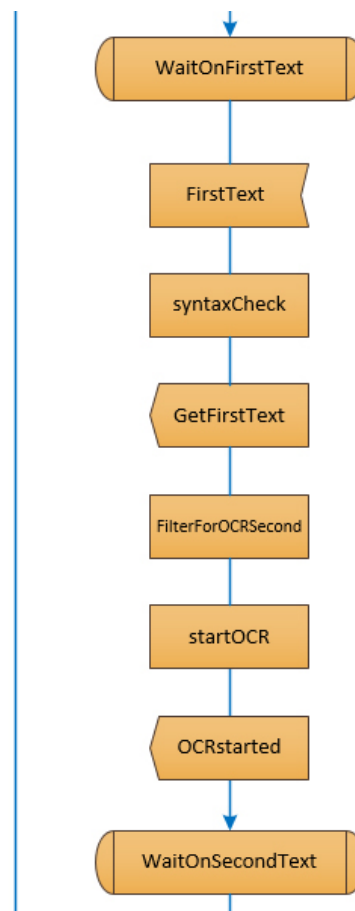 WaitOnFirstText
FirstText
syntaxCheck
GetFirstText
FilterForOCRSecond
startOCR
OCRstarted
WaitOnSecondText